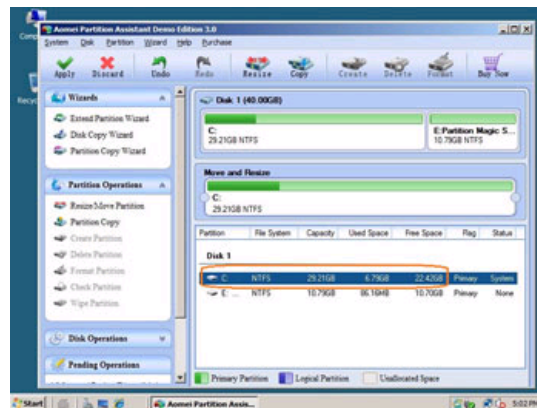 Comp
Recyc
Aomei Partition Assistant Demo Edition 3.0
System Disk Partition Wizard Help Purchase
Apply Discard Undo Redo Resize Copy Create Delete Format Buy Now
Wizards
Extend Partition Wizard
Disk Copy Wizard
Partition Copy Wizard
Partition Operations
Resize/Move Partition
Partition Copy
Create Partition
Delete Partition
Format Partition
Check Partition
Wipe Partition
Disk Operations
Pending Operations
Disk 1 (40.00GB)
C:
29.21GB NTFS
E:Partition Magic S...
10.79GB NTFS
Move and Resize
C:
29.21GB NTFS
Partition File System Capacity Used Space Free Space Flag Status
Disk 1
C: NTFS 29.21GB 6.79GB 22.42GB Primary System
E: ... NTFS 10.79GB 86.16MB 10.70GB Primary None
Primary Partition Logical Partition Unallocated Space
Start Aomei Partition Assis... 5:02 PM